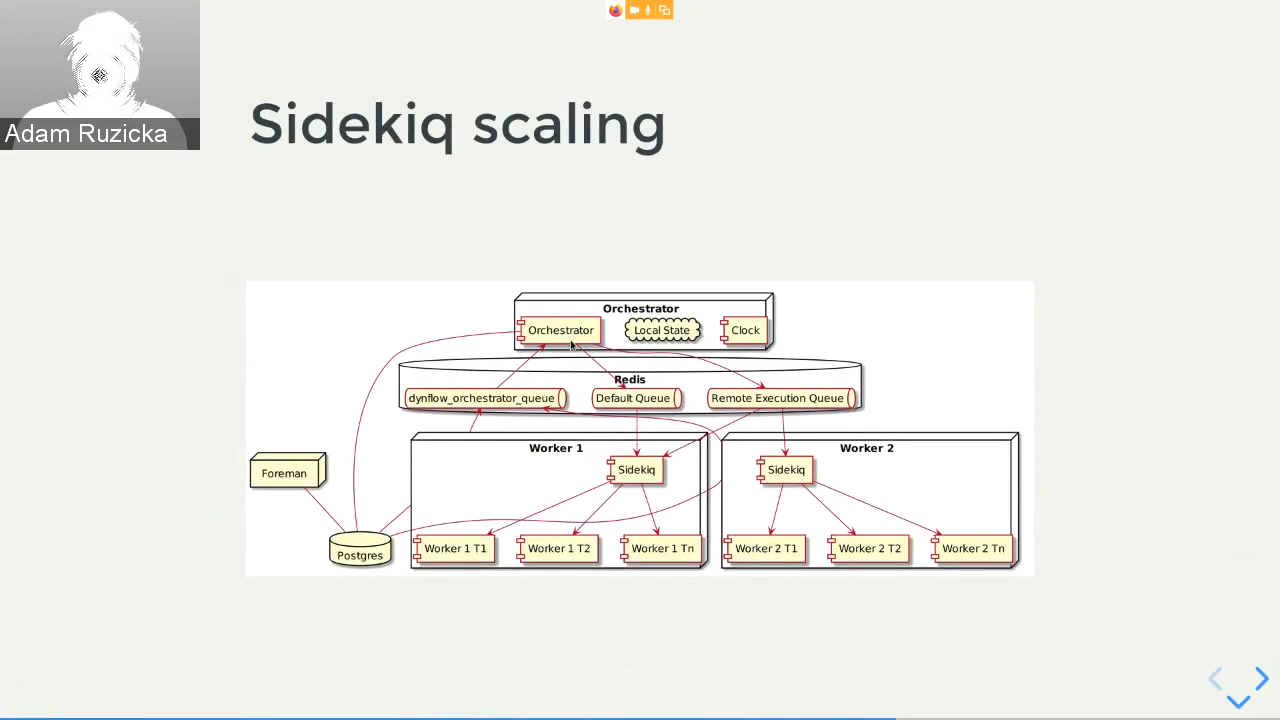 Adam Ruzicka
Sidekiq scaling
Orchestrator
Orchestrator
Local State
Clock
Redis
dynflow_orchestrator_queue
Default Queue
Remote Execution Queue
Worker 1
Worker 2
Foreman
Sidekiq
Sidekiq
Postgres
Worker 1 T1
Worker 1 T2
Worker 1 Tn
Worker 2 T1
Worker 2 T2
Worker 2 Tn